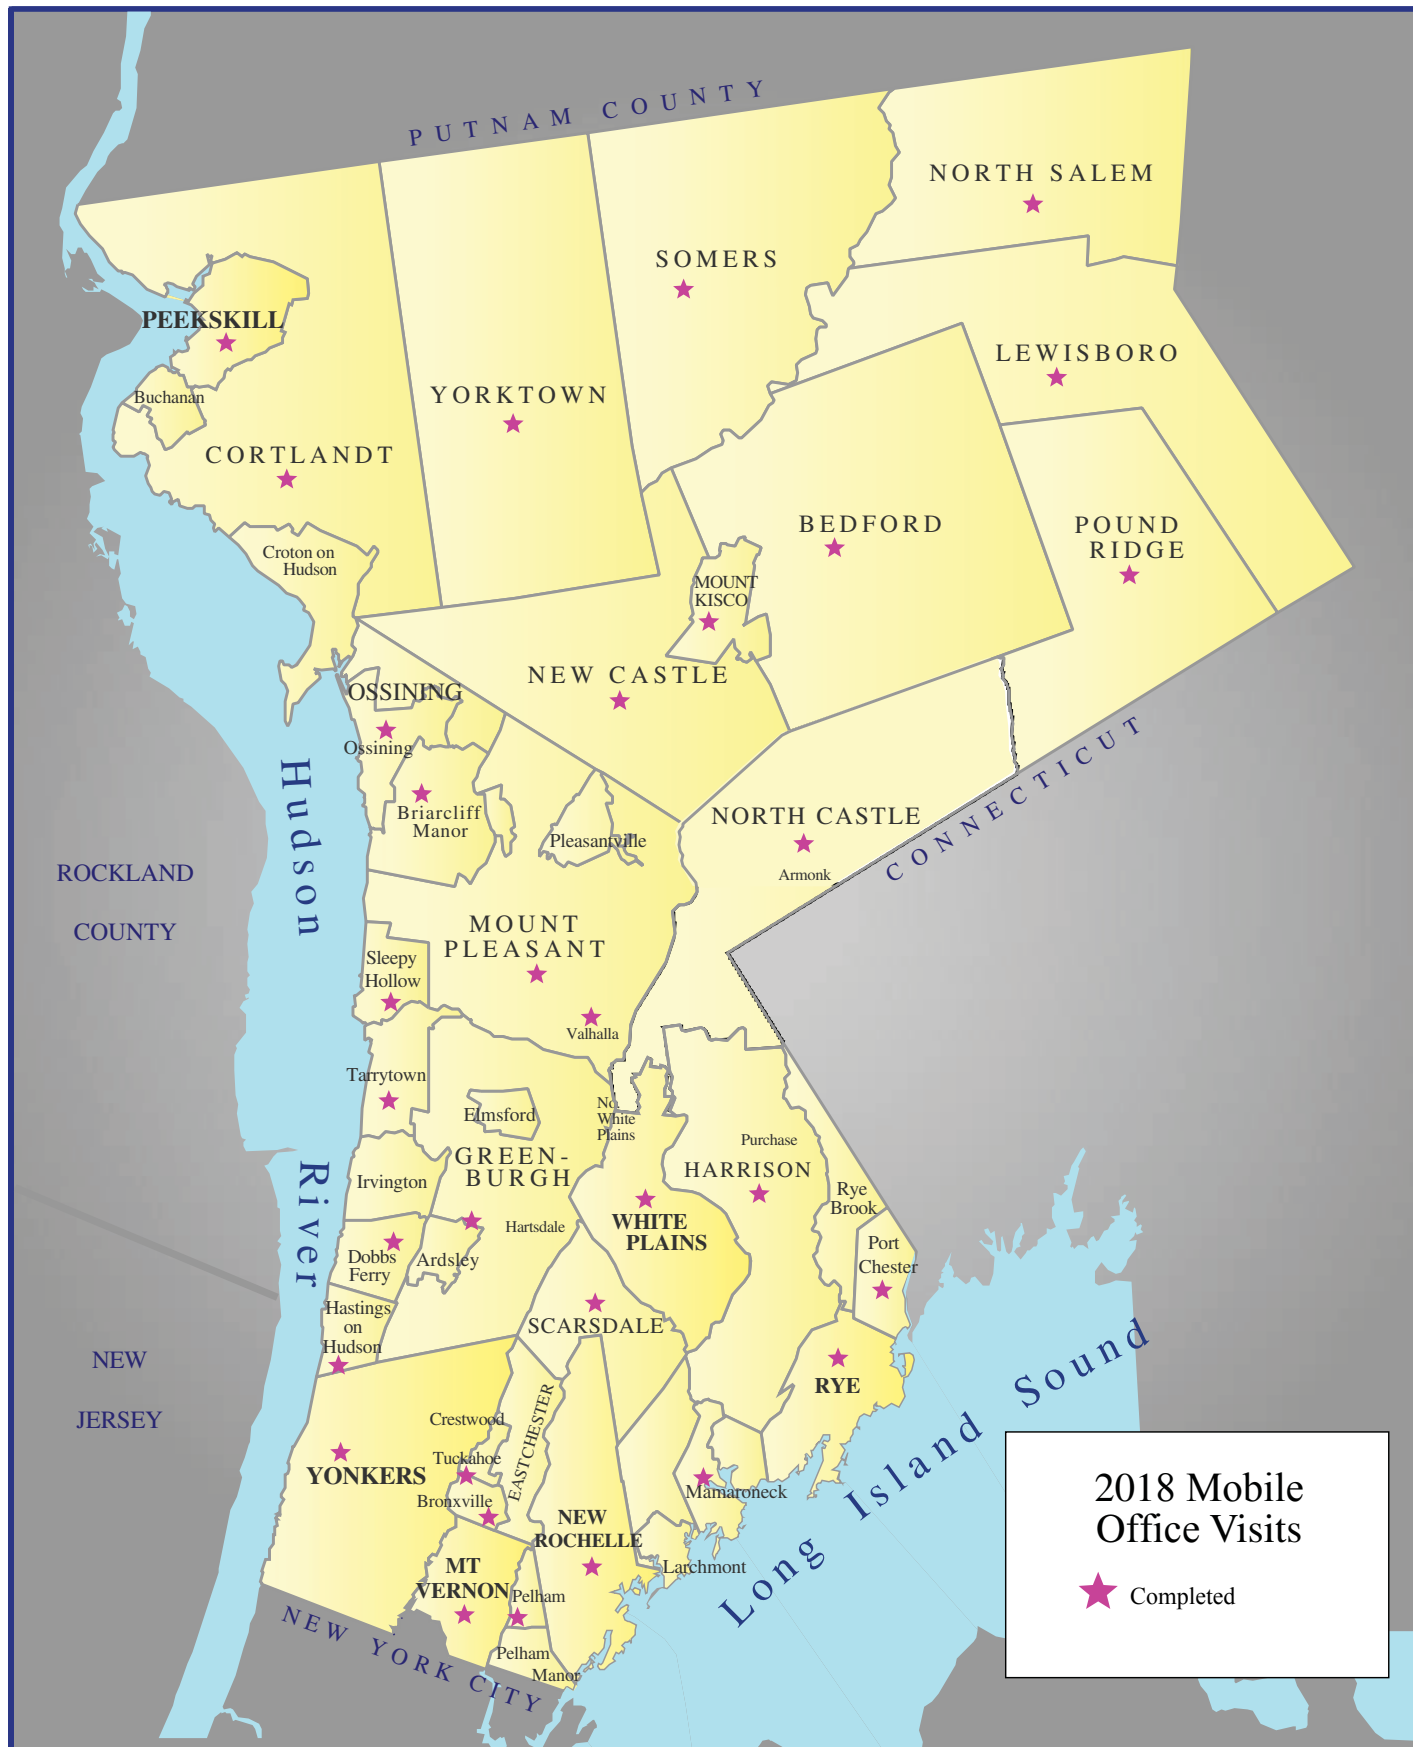 PUTNAM COUNTY
NORTH SALEM
SOMERS
PEEKSKILL
LEWISBORO
Buchanan
YORKTOWN
CORTLANDT
BEDFORD
POUND
RIDGE
Croton on
Hudson
MOUNT
KISCO
NEW CASTLE
OSSINING
Ossining
Briarcliff
Manor
Pleasantville
NORTH CASTLE
Armonk
CONNECTICUT
Hudson
River
ROCKLAND
COUNTY
MOUNT
PLEASANT
Sleepy
Hollow
Valhalla
Tarrytown
Elmsford
No.
White
Plains
GREEN-
BURGH
Purchase
HARRISON
Irvington
Rye
Brook
Hartsdale
WHITE
PLAINS
Dobbs
Ferry
Ardsley
Port
Chester
Hastings
on
Hudson
SCARSDALE
NEW
JERSEY
RYE
Crestwood
EASTCHESTER
Tuckahoe
YONKERS
Bronxville
Mamaroneck
NEW
ROCHELLE
Larchmont
MT
VERNON
Pelham
Pelham
Manor
NEW YORK CITY
Long Island Sound
2018 Mobile
Office Visits
Completed